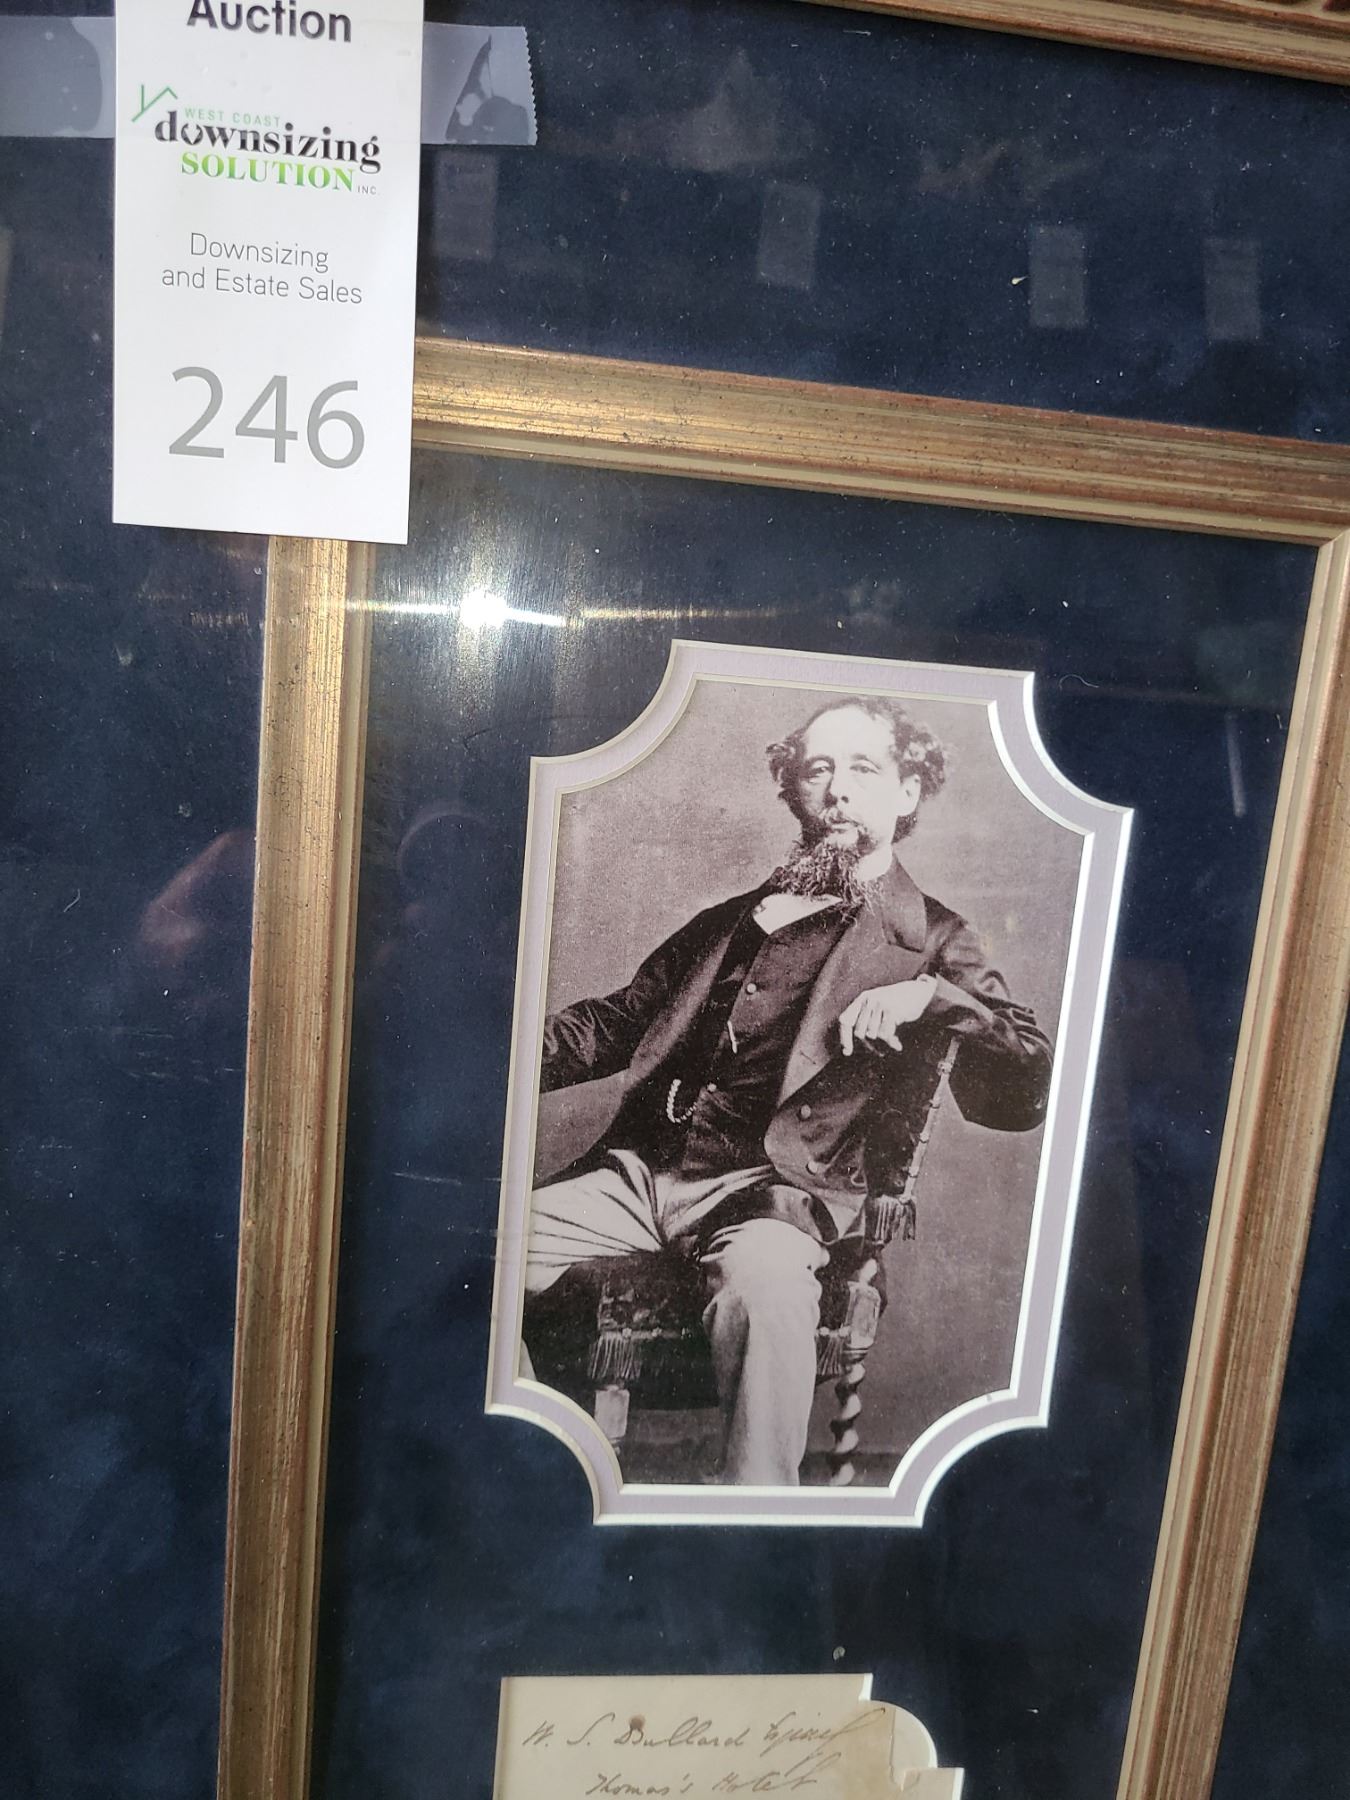 Auction
WEST COAST
downsizing
SOLUTION INC.
Downsizing
and Estate Sales
246
W. S. Bullard Esquire
Thomas's Hotel